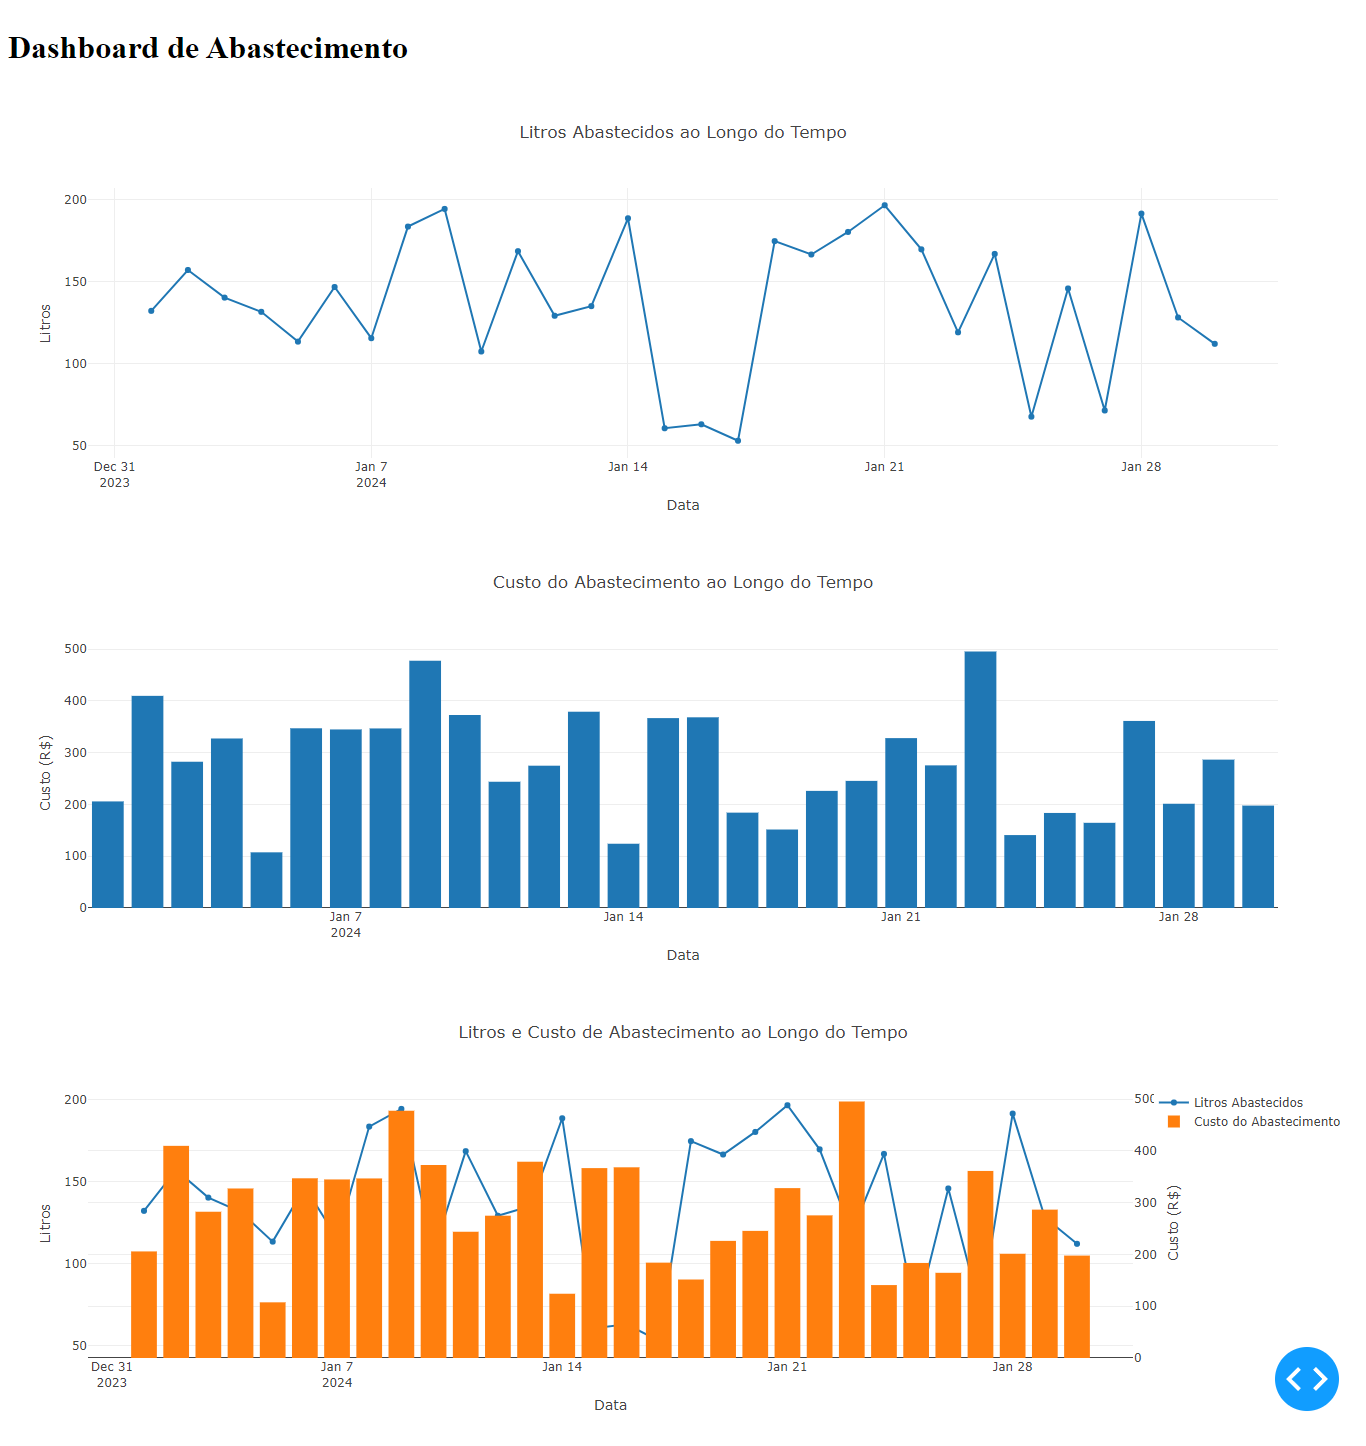 Dashboard de Abastecimento
Litros Abastecidos ao Longo do Tempo
200
150
100
50
Litros
Dec 31 Jan 7 Jan 14 Jan 21 Jan 28
2023 2024
Data
Custo do Abastecimento ao Longo do Tempo
500
400
300
200
100
0
Custo (R$)
Jan 7 Jan 14 Jan 21 Jan 28
2024
Data
Litros e Custo de Abastecimento ao Longo do Tempo
200
150
100
50
Litros
500
400
300
200
100
0
Custo (R$)
Litros Abastecidos
Custo do Abastecimento
Dec 31 Jan 7 Jan 14 Jan 21 Jan 28
2023 2024
Data